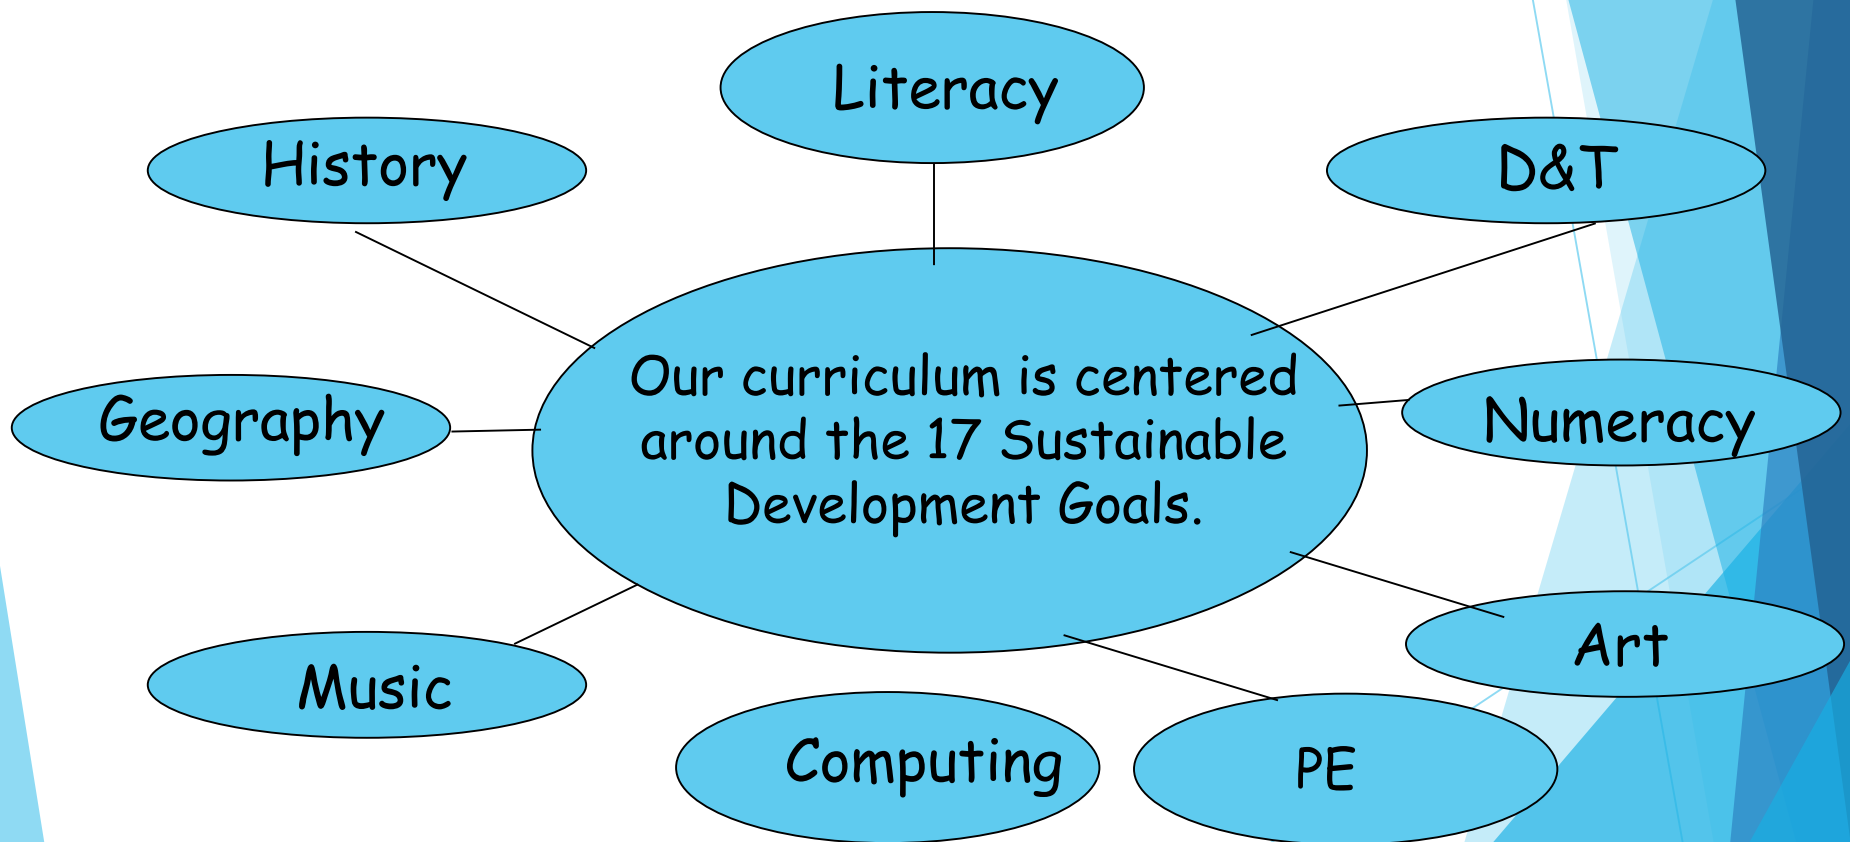 Literacy
History
D&T
Our curriculum is centered
around the 17 Sustainable
Development Goals.
Geography
Numeracy
Music
Art
Computing
PE